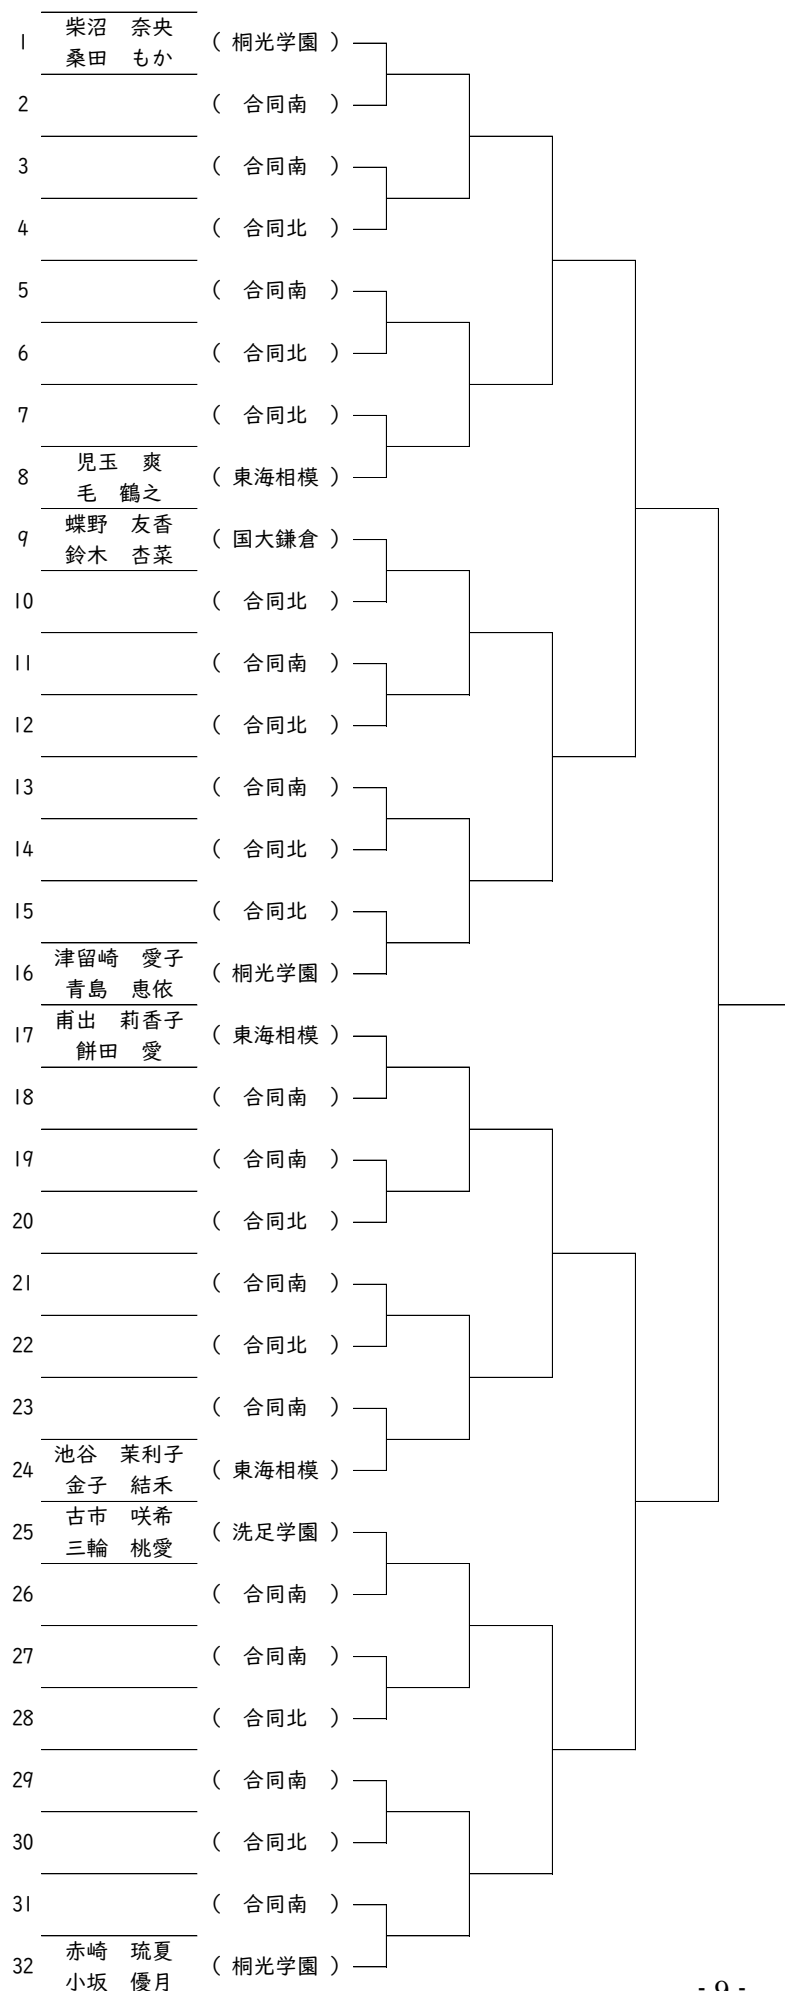 柴沼　奈央
1 （ 桐光学園 ）
桑田　もか
2 （　合同南　）
3 （　合同南　）
4 （　合同北　）
5 （　合同南　）
6 （　合同北　）
7 （　合同北　）
児玉　爽
8 （ 東海相模 ）
毛　鶴之
蝶野　友香
9 （ 国大鎌倉 ）
鈴木　杏菜
10 （　合同北　）
11 （　合同南　）
12 （　合同北　）
13 （　合同南　）
14 （　合同北　）
15 （　合同北　）
津留崎　愛子
16 （ 桐光学園 ）
青島　恵依
甫出　莉香子
17 （ 東海相模 ）
餅田　愛
18 （　合同南　）
19 （　合同南　）
20 （　合同北　）
21 （　合同南　）
22 （　合同北　）
23 （　合同南　）
池谷　茉利子
24 （ 東海相模 ）
金子　結禾
古市　咲希
25 （ 洗足学園 ）
三輪　桃愛
26 （　合同南　）
27 （　合同南　）
28 （　合同北　）
29 （　合同南　）
30 （　合同北　）
31 （　合同南　）
赤崎　琉夏
32 （ 桐光学園 ）
小坂　優月
- 9 -